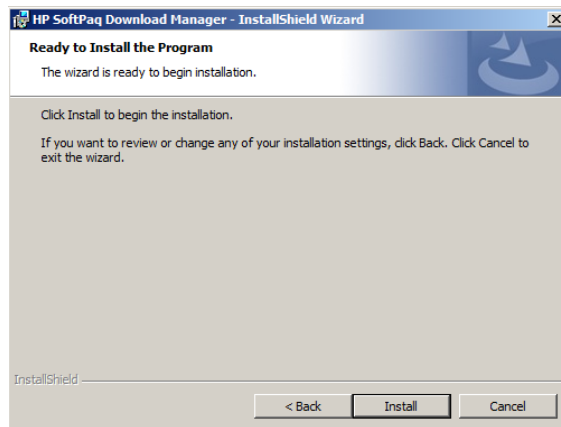 HP SoftPaq Download Manager - InstallShield Wizard
Ready to Install the Program
The wizard is ready to begin installation.
Click Install to begin the installation.
If you want to review or change any of your installation settings, click Back. Click Cancel to
exit the wizard.
InstallShield
< Back Install Cancel